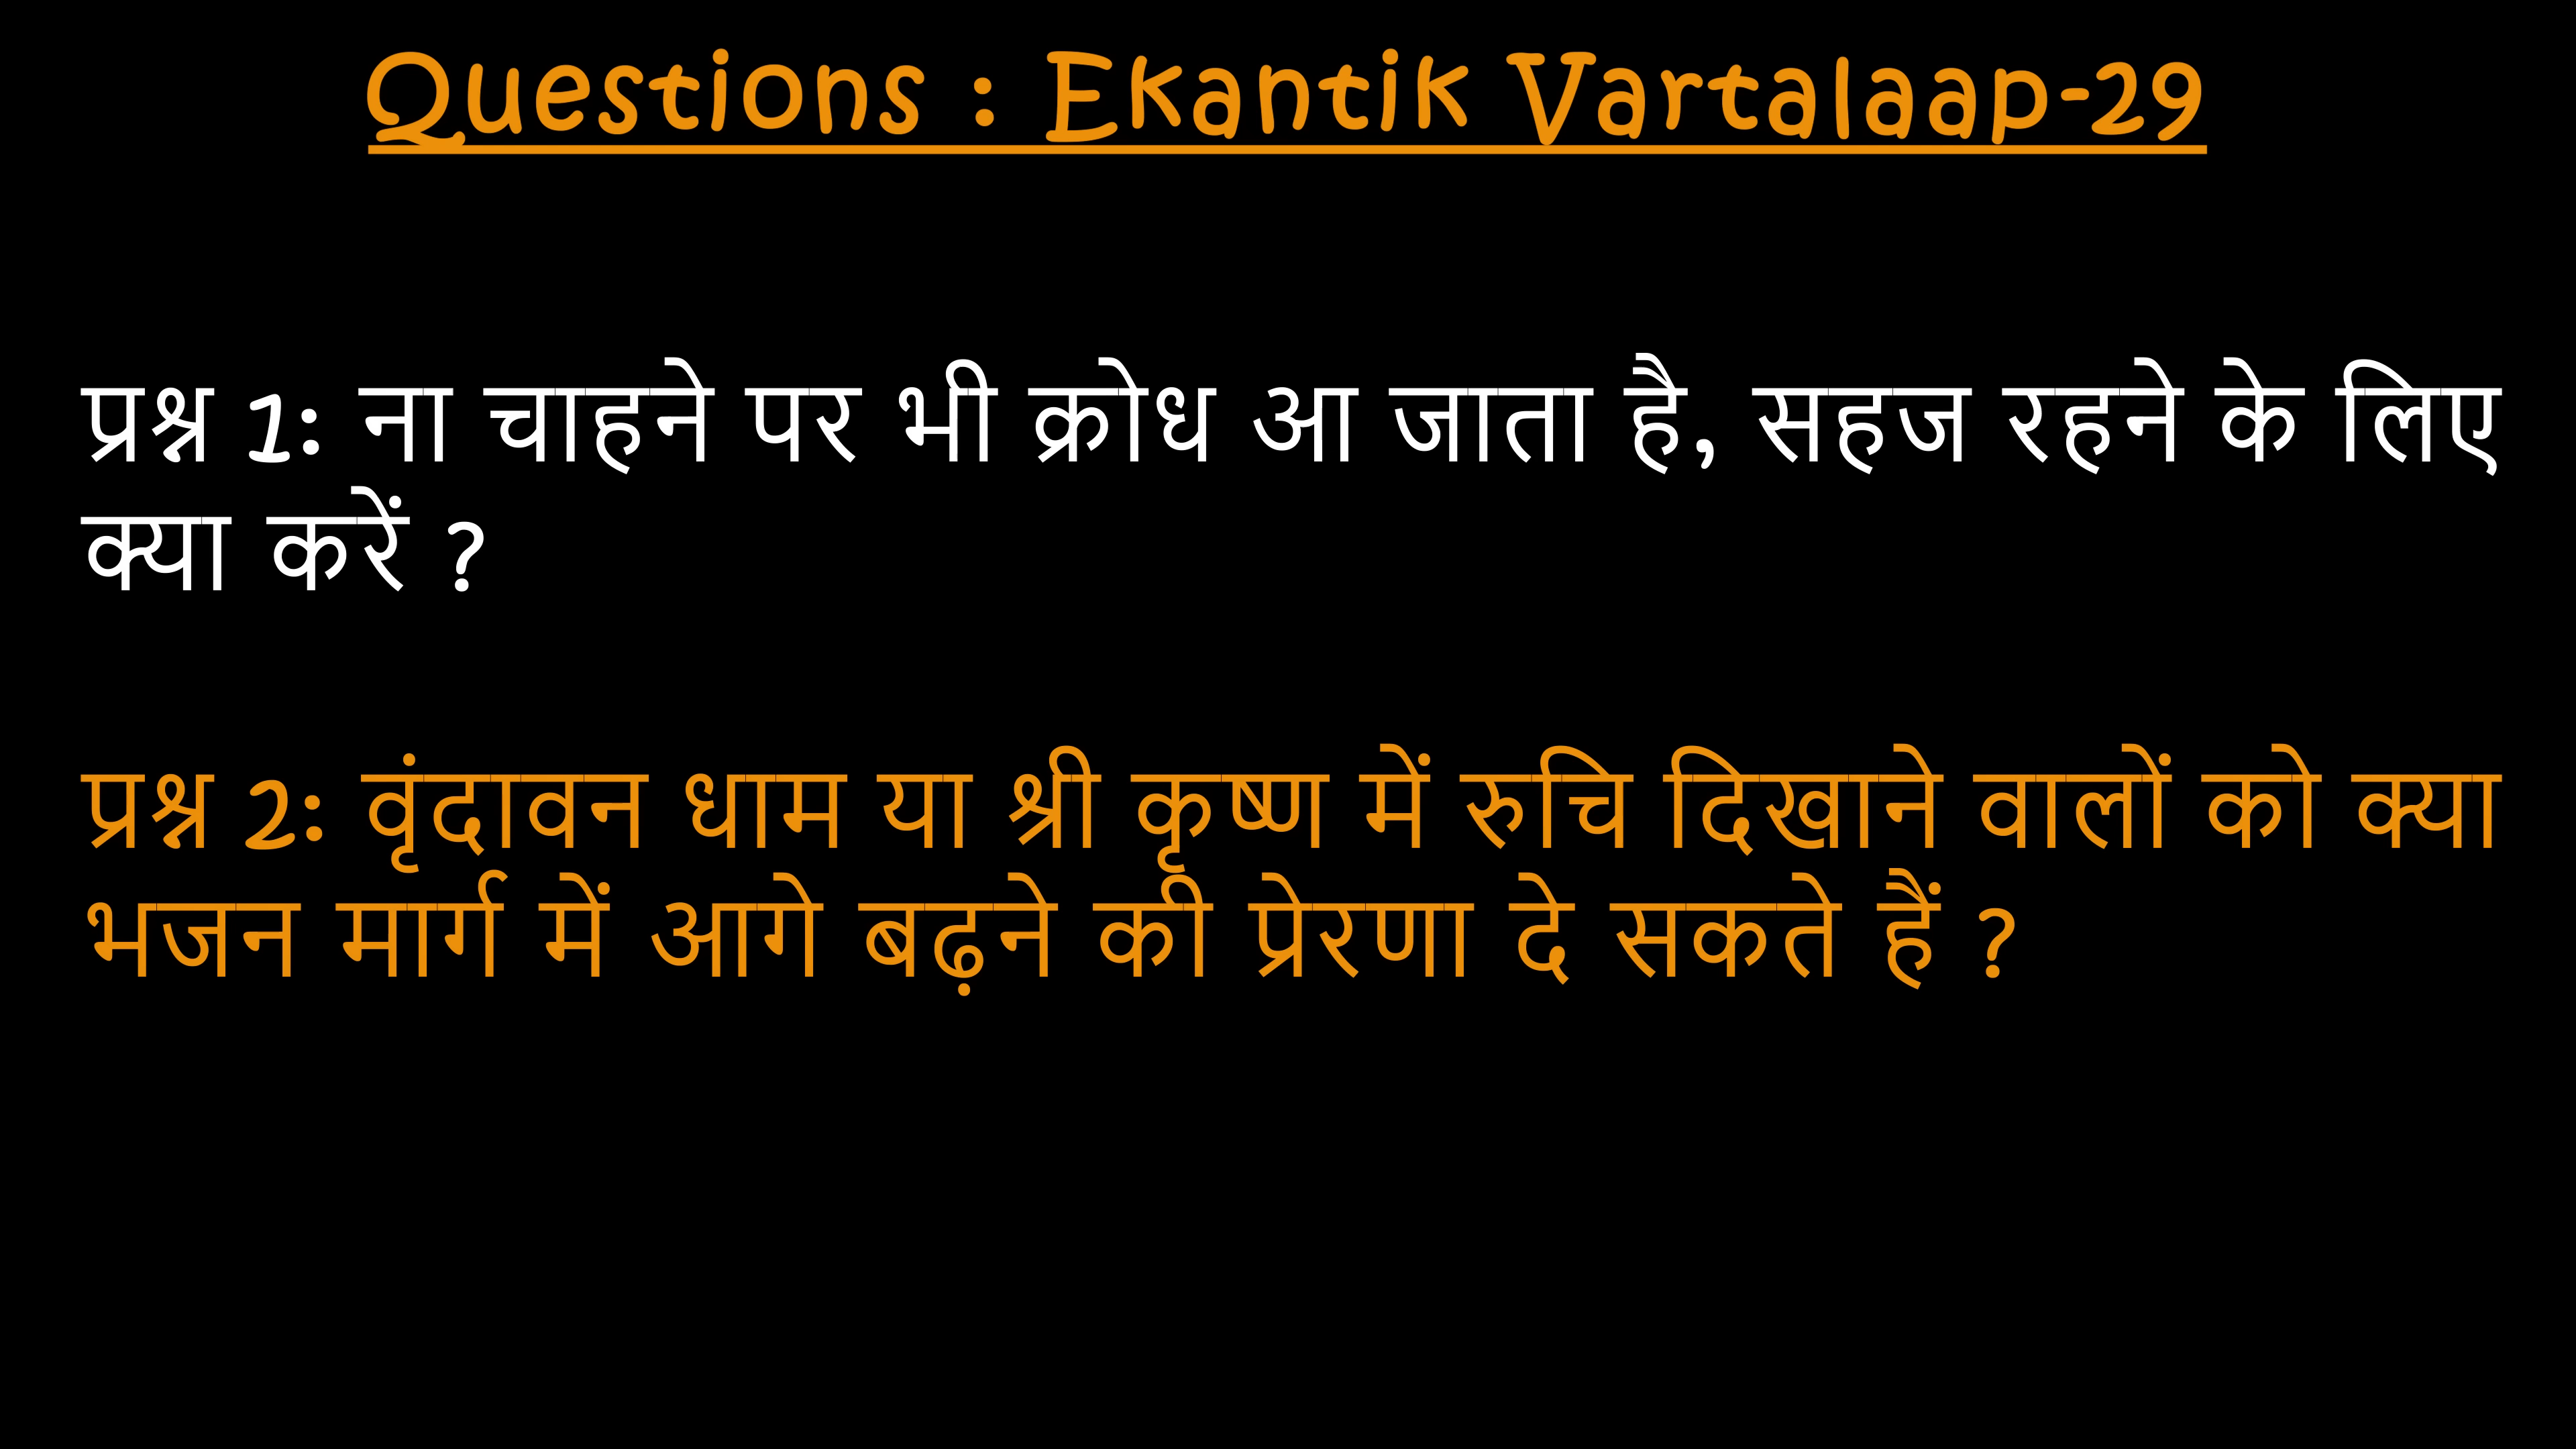 Questions : Ekantik Vartalaap-29
प्रश्न 1: ना चाहने पर भी क्रोध आ जाता है, सहज रहने के लिए
क्या करें ?
प्रश्न 2: वृंदावन धाम या श्री कृष्ण में रुचि दिखाने वालों को क्या
भजन मार्ग में आगे बढ़ने की प्रेरणा दे सकते हैं ?